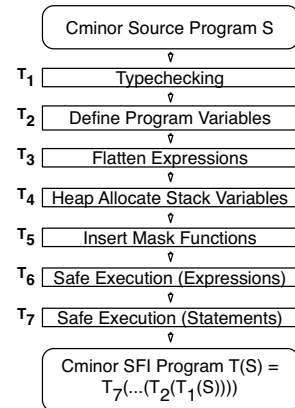 Cminor Source Program S
T1 Typechecking
T2 Define Program Variables
T3 Flatten Expressions
T4 Heap Allocate Stack Variables
T5 Insert Mask Functions
T6 Safe Execution (Expressions)
T7 Safe Execution (Statements)
Cminor SFI Program T(S) =
T7(...(T2(T1(S))))